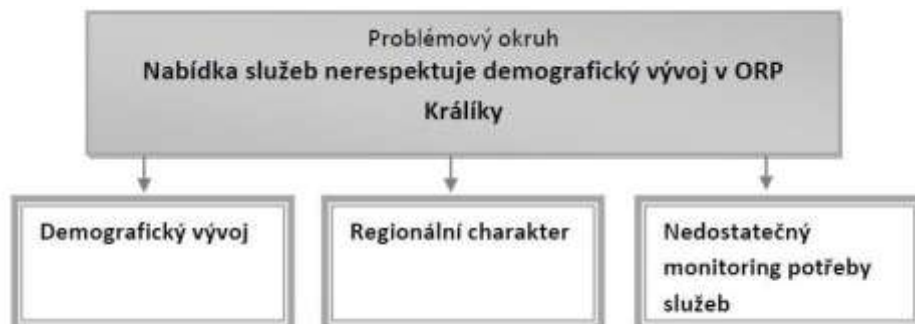 Problémový okruh
Nabídka služeb nerespektuje demografický vývoj v ORP
Králíky
Demografický vývoj
Regionální charakter
Nedostatečný
monitoring potřeby
služeb